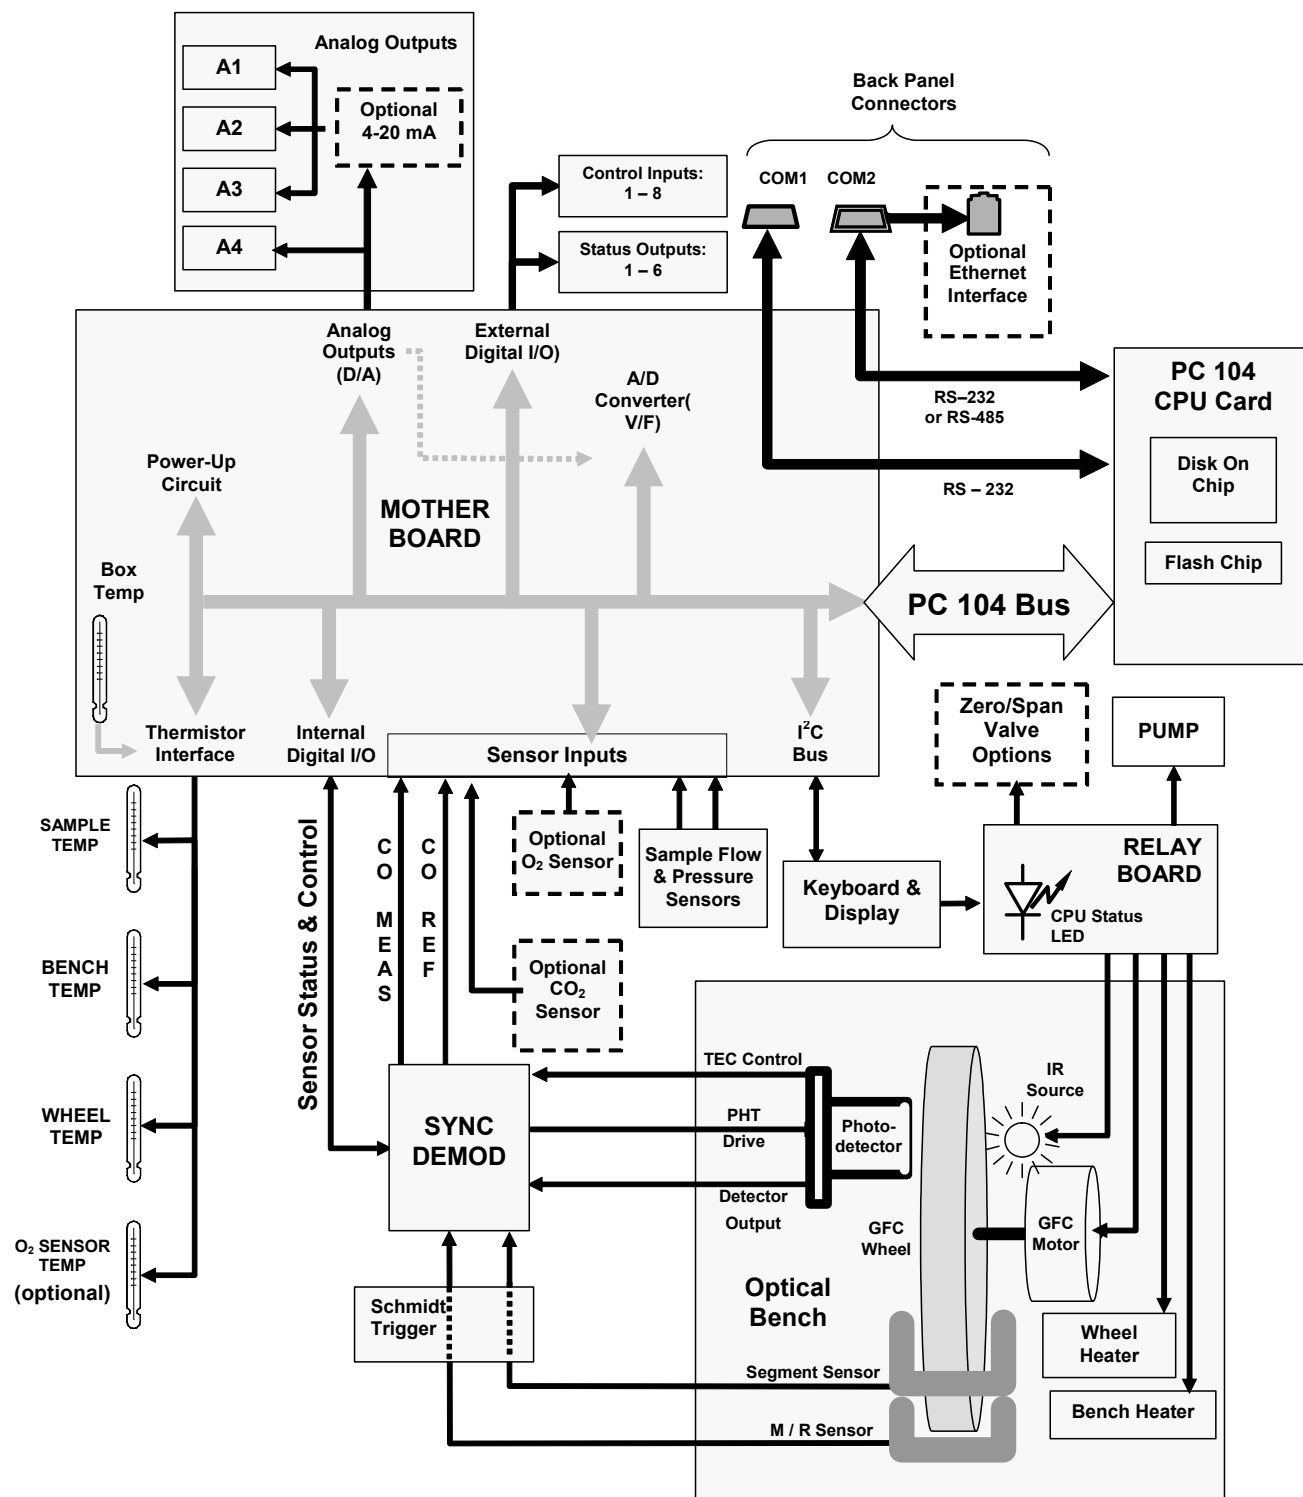 Analog Outputs
A1
A2
A3
A4
Optional
4-20 mA
Control Inputs:
1 – 8
Status Outputs:
1 – 6
Back Panel
Connectors
COM1
COM2
Optional
Ethernet
Interface
Analog
Outputs
(D/A)
External
Digital I/O)
A/D
Converter(
V/F)
RS–232
or RS-485
RS – 232
PC 104
CPU Card
Disk On
Chip
Flash Chip
Power-Up
Circuit
MOTHER
BOARD
Box
Temp
PC 104 Bus
Thermistor
Interface
Internal
Digital I/O
Sensor Inputs
I2C
Bus
Zero/Span
Valve
Options
PUMP
SAMPLE
TEMP
BENCH
TEMP
WHEEL
TEMP
O2 SENSOR
TEMP
(optional)
Sensor Status & Control
CO MEAS
CO REF
Optional
O2 Sensor
Optional
CO2
Sensor
Sample Flow
& Pressure
Sensors
Keyboard &
Display
RELAY
BOARD
CPU Status
LED
SYNC
DEMOD
TEC Control
PHT
Drive
Detector
Output
Photo-
detector
IR
Source
GFC
Wheel
GFC
Motor
Optical
Bench
Schmidt
Trigger
Wheel
Heater
Bench Heater
Segment Sensor
M / R Sensor